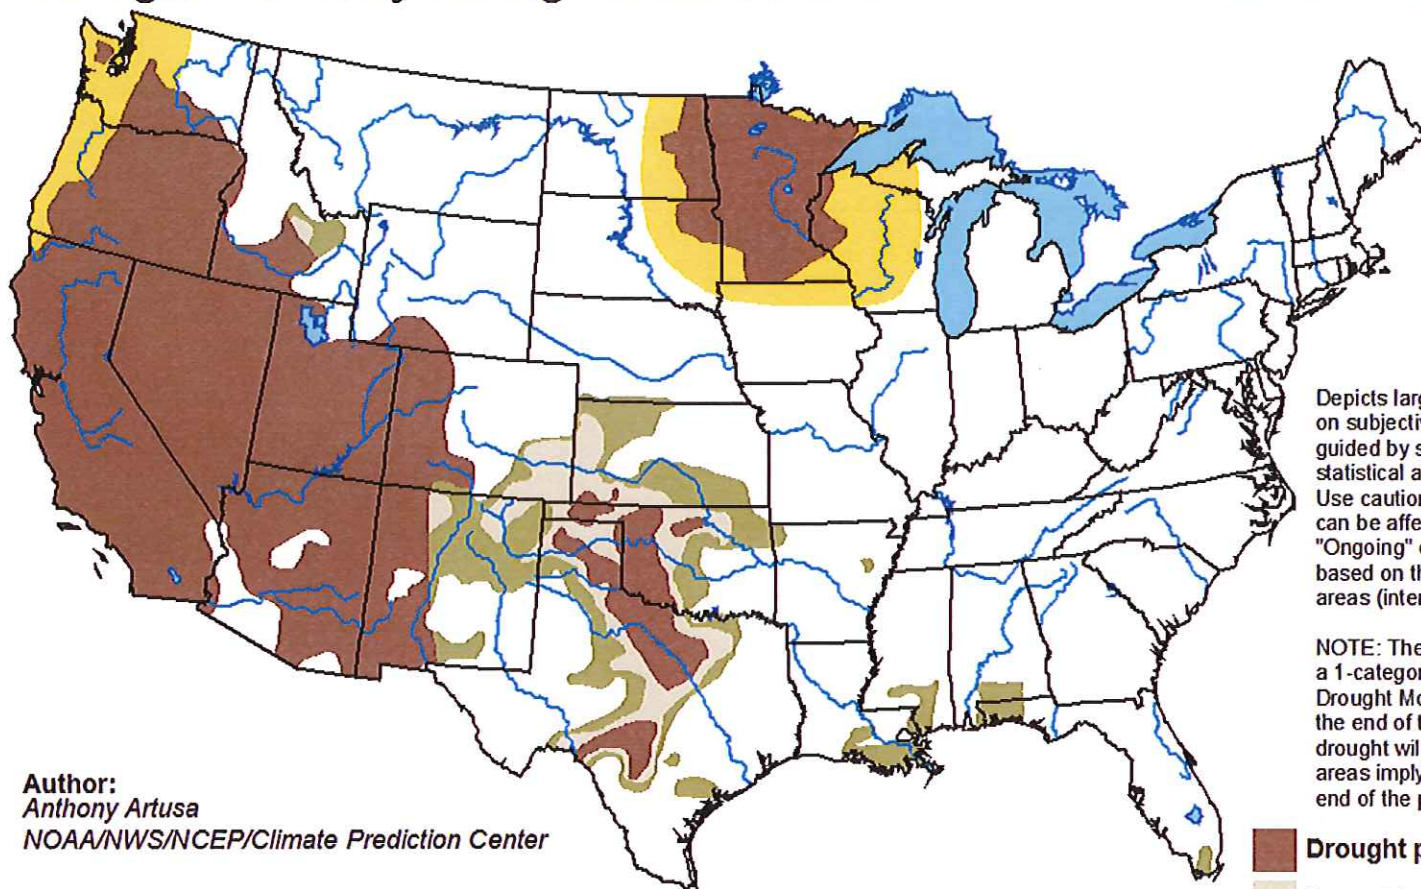 Depicts larg
on subjectiv
guided by s
statistical a
Use caution
can be affe
"Ongoing"
based on th
areas (inter
NOTE: The
a 1-categor
Drought Mo
the end of t
drought wil
areas imply
end of the p
Author:
Anthony Artusa
NOAA/NWS/NCEP/Climate Prediction Center
Drought p